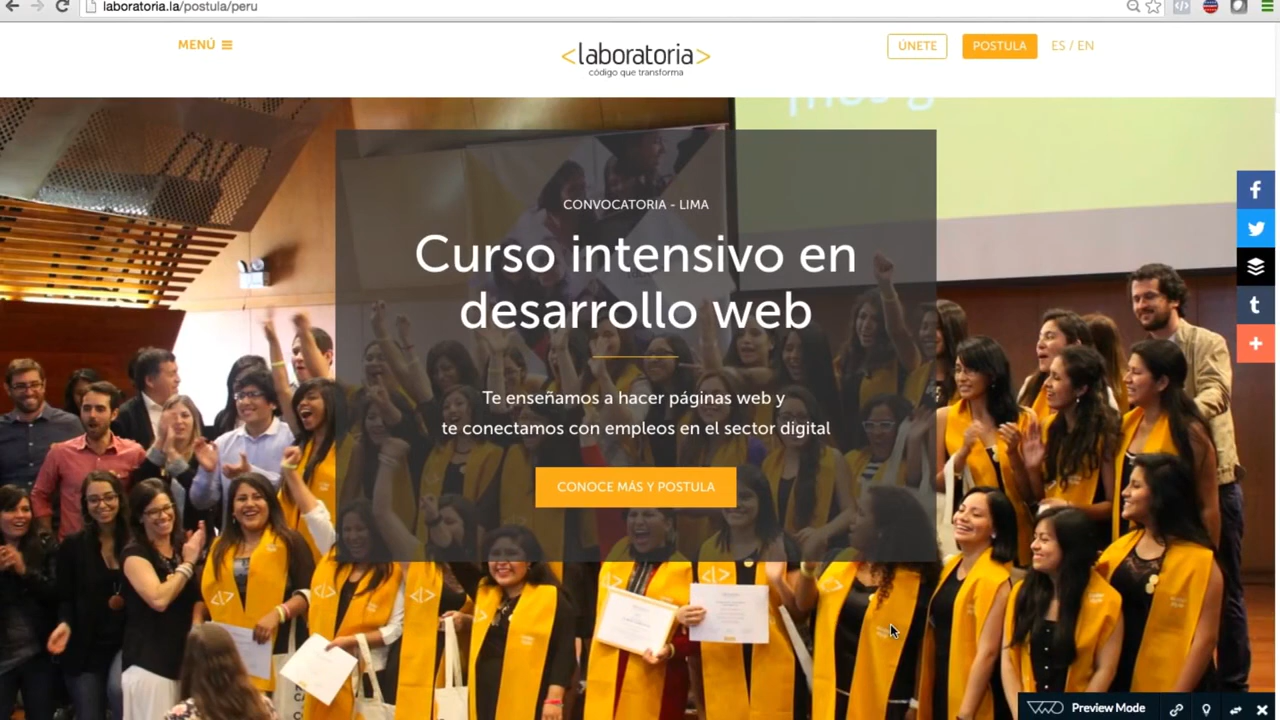 laboratoria.la/postula/peru
MENÚ
<laboratoria>
código que transforma
ÚNETE
POSTULA
ES / EN
CONVOCATORIA - LIMA
Curso intensivo en
desarrollo web
Te enseñamos a hacer páginas web y
te conectamos con empleos en el sector digital
CONOCE MÁS Y POSTULA
</>
</>
</>
</>
</>
Preview Mode